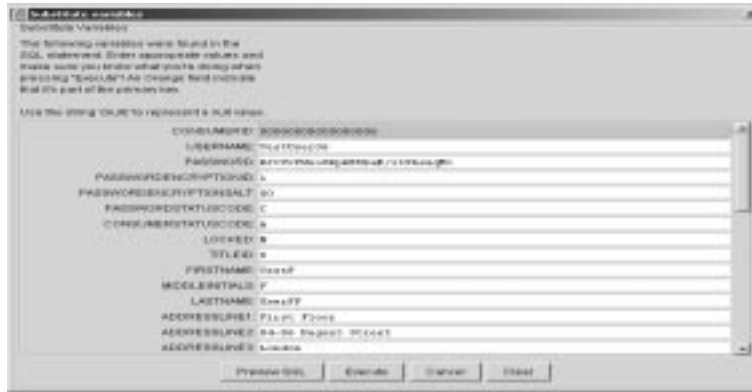 Substitute variables
Substitute Variables
The following variables were found in the
SQL statement. Enter appropriate values and
make sure you know what you're doing when
pressing "Execute"! An Orange field indicate
that it's part of the primary key.
Use the string to represent a null value.
CONSUMERID
USERNAME
PASSWORD
PASSWORDENCRYPTIONID
PASSWORDENCRYPTIONSALT
PASSWORDSTATUSCODE C
CONSUMERSTATUSCODE A
LOCKED N
TITLEID
FIRSTNAME
MIDDLEINITIALS F
LASTNAME
ADDRESSLINE1 First Floor
ADDRESSLINE2 Regent Street
ADDRESSLINE3 London
Preview SQL Execute Cancel Clear